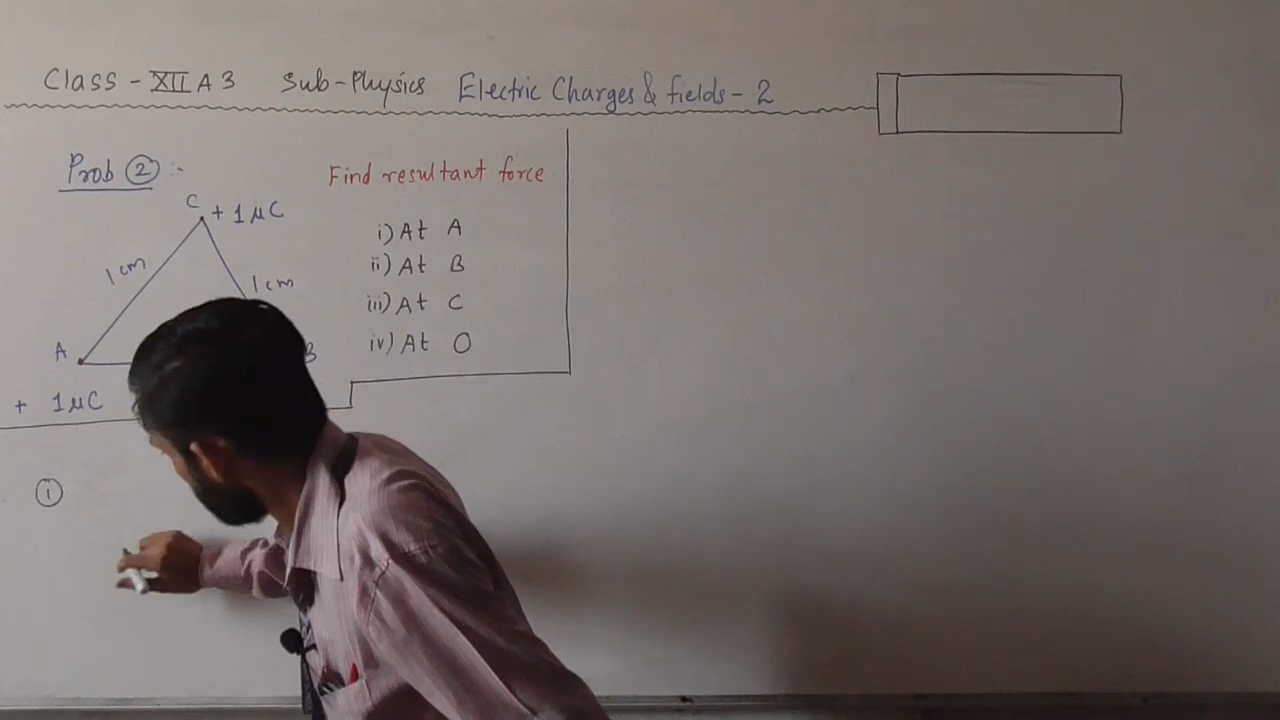 Class - XII A 3 Sub-Physics Electric Charges & fields - 2
Prob 2 :-
Find resultant force
C + 1 μC
1 cm
1 cm
A
B
+ 1 μC
i) At A
ii) At B
iii) At C
iv) At O
i